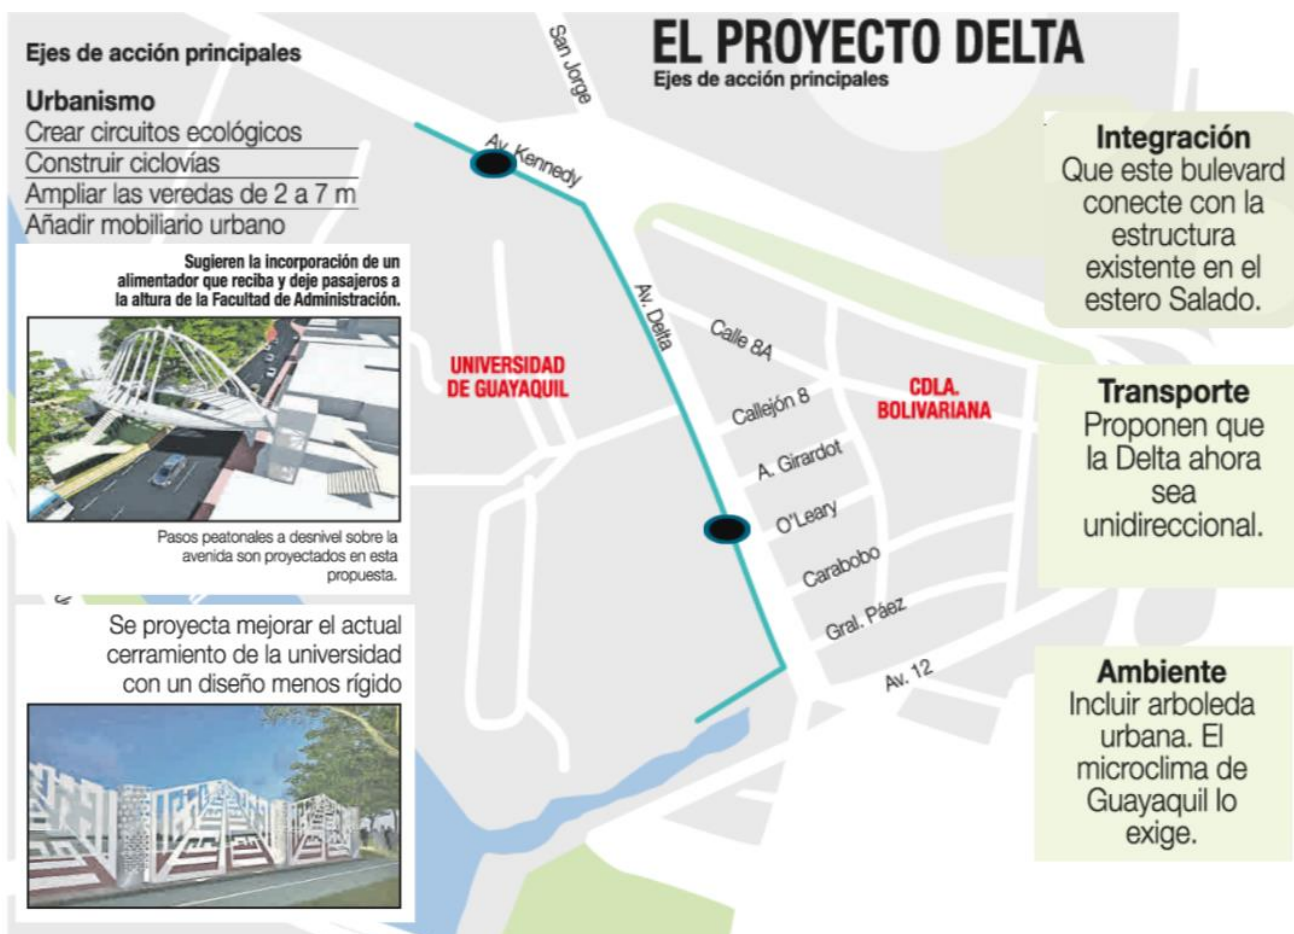 EL PROYECTO DELTA
Ejes de acción principales
Ejes de acción principales
Urbanismo
Crear circuitos ecológicos
Construir ciclovías
Ampliar las veredas de 2 a 7 m
Añadir mobiliario urbano
Sugieren la incorporación de un
alimentador que reciba y deje pasajeros a
la altura de la Facultad de Administración.
Pasos peatonales a desnivel sobre la
avenida son proyectados en esta
propuesta.
Se proyecta mejorar el actual
cerramiento de la universidad
con un diseño menos rígido
San Jorge
Av. Kennedy
Av. Delta
UNIVERSIDAD
DE GUAYAQUIL
Calle 8A
Callejón 8
CDLA.
BOLIVARIANA
A. Girardot
O'Leary
Carabobo
Gral. Páez
Av. 12
Integración
Que este bulevard
conecte con la
estructura
existente en el
estero Salado.
Transporte
Proponen que
la Delta ahora
sea
unidireccional.
Ambiente
Incluir arboleda
urbana. El
microclima de
Guayaquil lo
exige.